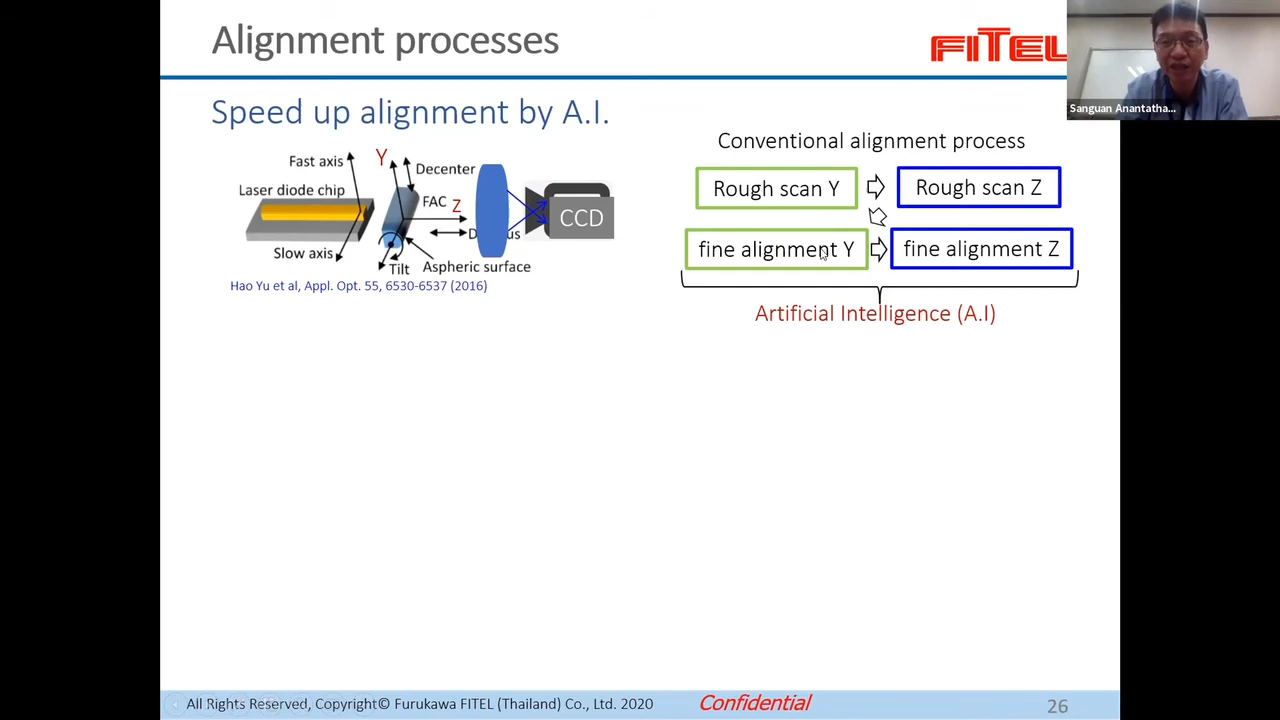 Alignment processes
FITEL
Sanguan Anantatha...
Speed up alignment by A.I.
Fast axis
Y
Decenter
Laser diode chip
FAC
Z
CCD
Slow axis
Tilt
Aspheric surface
Hao Yu et al, Appl. Opt. 55, 6530-6537 (2016)
Conventional alignment process
Rough scan Y
Rough scan Z
fine alignment Y
fine alignment Z
Artificial Intelligence (A.I)
All Rights Reserved, Copyright© Furukawa FITEL (Thailand) Co., Ltd. 2020
Confidential
26